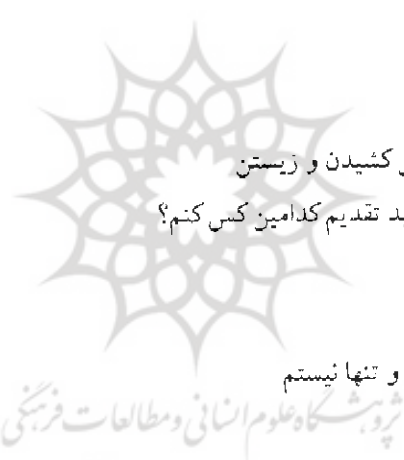 کشیدن و زیستن
تقدیم کدامین کس کنم؟
و تنها نیستم
پژوهشگاه علوم انسانی و مطالعات فرهنگی